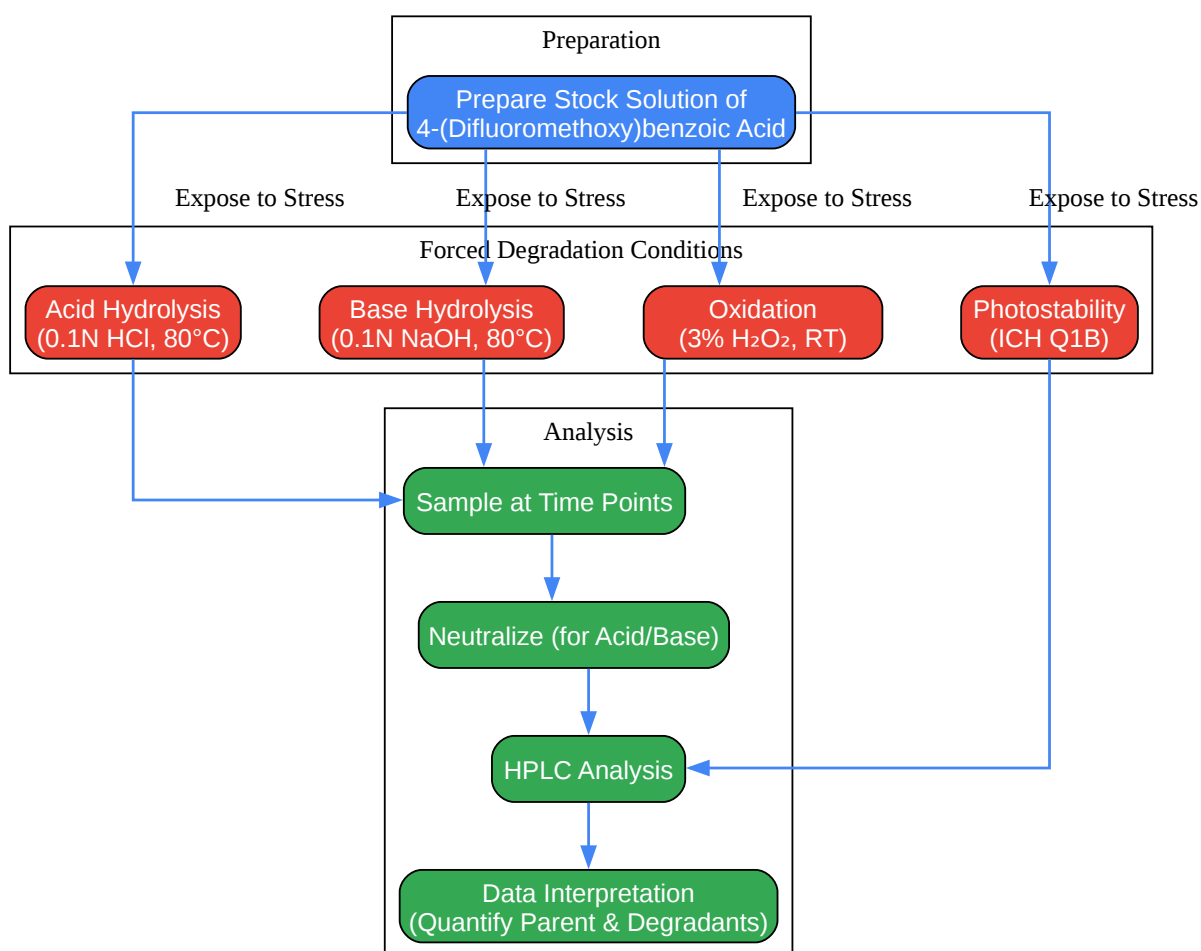 Preparation
Prepare Stock Solution of
4-(Difluoromethoxy)benzoic Acid
Expose to Stress
Expose to Stress
Expose to Stress
Expose to Stress
Forced Degradation Conditions
Acid Hydrolysis
(0.1N HCl, 80°C)
Base Hydrolysis
(0.1N NaOH, 80°C)
Oxidation
(3% H₂O₂, RT)
Photostability
(ICH Q1B)
Analysis
Sample at Time Points
Neutralize (for Acid/Base)
HPLC Analysis
Data Interpretation
(Quantify Parent & Degradants)